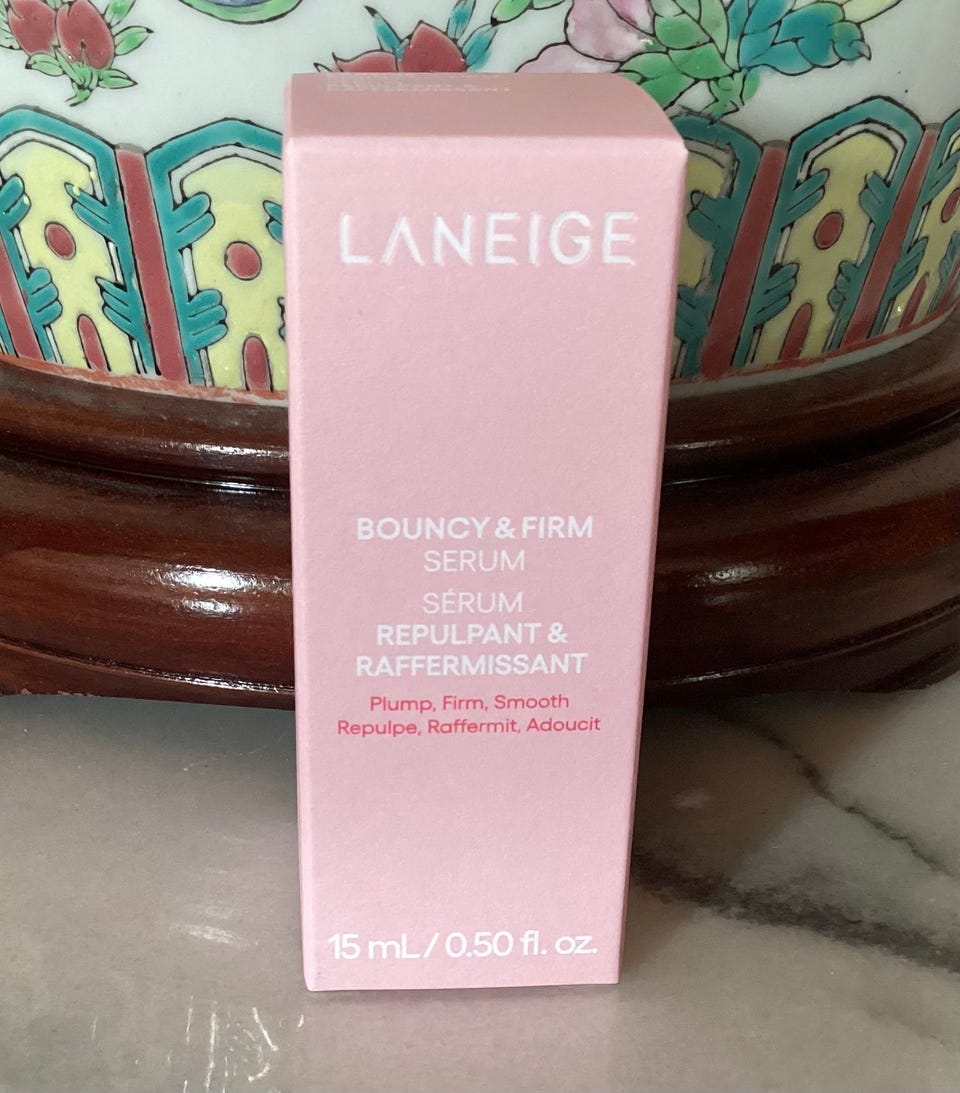 RAFFERMISSANT
LANEIGE
BOUNCY & FIRM
SERUM
SÉRUM
REPULPANT &
RAFFERMISSANT
Plump, Firm, Smooth
Repulpe, Raffermit, Adoucit
15 mL / 0.50 fl. oz.